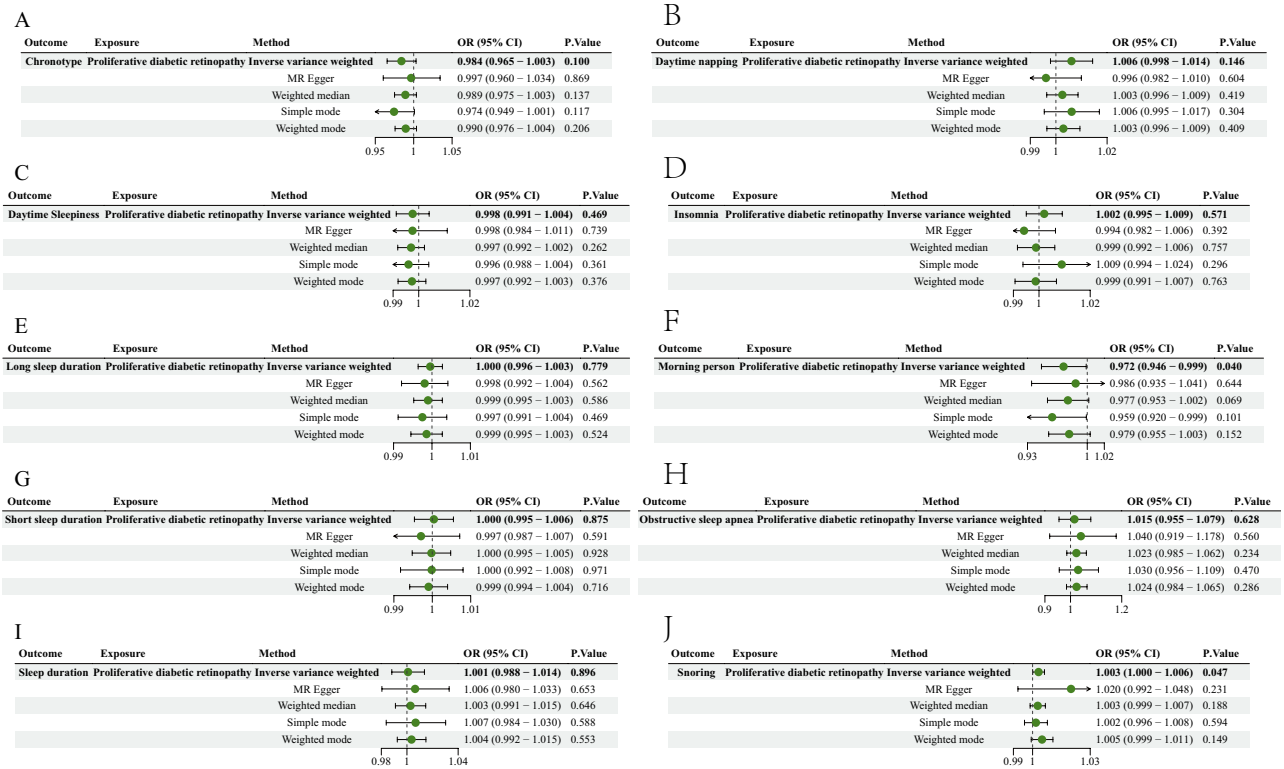 A
Outcome Exposure Method OR (95% CI) P.Value
Chronotype Proliferative diabetic retinopathy Inverse variance weighted 0.984 (0.965 − 1.003) 0.100
MR Egger 0.997 (0.960 − 1.034) 0.869
Weighted median 0.989 (0.975 − 1.003) 0.137
Simple mode 0.974 (0.949 − 1.001) 0.117
Weighted mode 0.990 (0.976 − 1.004) 0.206
0.95 1 1.05
B
Outcome Exposure Method OR (95% CI) P.Value
Daytime napping Proliferative diabetic retinopathy Inverse variance weighted 1.006 (0.998 − 1.014) 0.146
MR Egger 0.996 (0.982 − 1.010) 0.604
Weighted median 1.003 (0.996 − 1.009) 0.419
Simple mode 1.006 (0.995 − 1.017) 0.304
Weighted mode 1.003 (0.996 − 1.009) 0.409
0.99 1 1.02
C
Outcome Exposure Method OR (95% CI) P.Value
Daytime Sleepiness Proliferative diabetic retinopathy Inverse variance weighted 0.998 (0.991 − 1.004) 0.469
MR Egger 0.998 (0.984 − 1.011) 0.739
Weighted median 0.997 (0.992 − 1.002) 0.262
Simple mode 0.996 (0.988 − 1.004) 0.361
Weighted mode 0.997 (0.992 − 1.003) 0.376
0.99 1 1.02
D
Outcome Exposure Method OR (95% CI) P.Value
Insomnia Proliferative diabetic retinopathy Inverse variance weighted 1.002 (0.995 − 1.009) 0.571
MR Egger 0.994 (0.982 − 1.006) 0.392
Weighted median 0.999 (0.992 − 1.006) 0.757
Simple mode 1.009 (0.994 − 1.024) 0.296
Weighted mode 0.999 (0.991 − 1.007) 0.763
0.99 1 1.02
E
Outcome Exposure Method OR (95% CI) P.Value
Long sleep duration Proliferative diabetic retinopathy Inverse variance weighted 1.000 (0.996 − 1.003) 0.779
MR Egger 0.998 (0.992 − 1.004) 0.562
Weighted median 0.999 (0.995 − 1.003) 0.586
Simple mode 0.997 (0.991 − 1.004) 0.469
Weighted mode 0.999 (0.995 − 1.003) 0.524
0.99 1 1.01
F
Outcome Exposure Method OR (95% CI) P.Value
Morning person Proliferative diabetic retinopathy Inverse variance weighted 0.972 (0.946 − 0.999) 0.040
MR Egger 0.986 (0.935 − 1.041) 0.644
Weighted median 0.977 (0.953 − 1.002) 0.069
Simple mode 0.959 (0.920 − 0.999) 0.101
Weighted mode 0.979 (0.955 − 1.003) 0.152
0.93 1 1.02
G
Outcome Exposure Method OR (95% CI) P.Value
Short sleep duration Proliferative diabetic retinopathy Inverse variance weighted 1.000 (0.995 − 1.006) 0.875
MR Egger 0.997 (0.987 − 1.007) 0.591
Weighted median 1.000 (0.995 − 1.005) 0.928
Simple mode 1.000 (0.992 − 1.008) 0.971
Weighted mode 0.999 (0.994 − 1.004) 0.716
0.99 1 1.01
H
Outcome Exposure Method OR (95% CI) P.Value
Obstructive sleep apnea Proliferative diabetic retinopathy Inverse variance weighted 1.015 (0.955 − 1.079) 0.628
MR Egger 1.040 (0.919 − 1.178) 0.560
Weighted median 1.023 (0.985 − 1.062) 0.234
Simple mode 1.030 (0.956 − 1.109) 0.470
Weighted mode 1.024 (0.984 − 1.065) 0.286
0.9 1 1.2
I
Outcome Exposure Method OR (95% CI) P.Value
Sleep duration Proliferative diabetic retinopathy Inverse variance weighted 1.001 (0.988 − 1.014) 0.896
MR Egger 1.006 (0.980 − 1.033) 0.653
Weighted median 1.003 (0.991 − 1.015) 0.646
Simple mode 1.007 (0.984 − 1.030) 0.588
Weighted mode 1.004 (0.992 − 1.015) 0.553
0.98 1 1.04
J
Outcome Exposure Method OR (95% CI) P.Value
Snoring Proliferative diabetic retinopathy Inverse variance weighted 1.003 (1.000 − 1.006) 0.047
MR Egger 1.020 (0.992 − 1.048) 0.231
Weighted median 1.003 (0.999 − 1.007) 0.188
Simple mode 1.002 (0.996 − 1.008) 0.594
Weighted mode 1.005 (0.999 − 1.011) 0.149
0.99 1 1.03